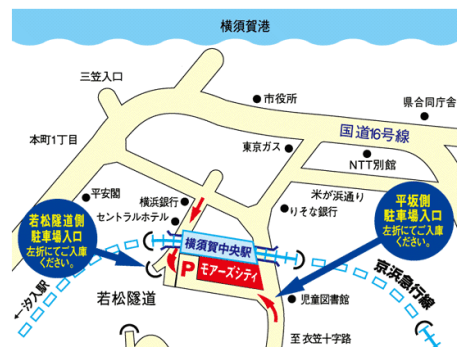 横須賀港
三笠入口
市役所
県合同庁舎
国道16号線
本町1丁目
東京ガス
NTT別館
平安閣
横浜銀行
セントラルホテル
米が浜通り
りそな銀行
平坂側
駐車場入口
左折にてご入庫
ください。
若松隧道側
駐車場入口
左折にてご入庫
ください。
横須賀中央駅
P
モアーズシティ
京浜急行線
←汐入駅
若松隧道
児童図書館
至 衣笠十字路